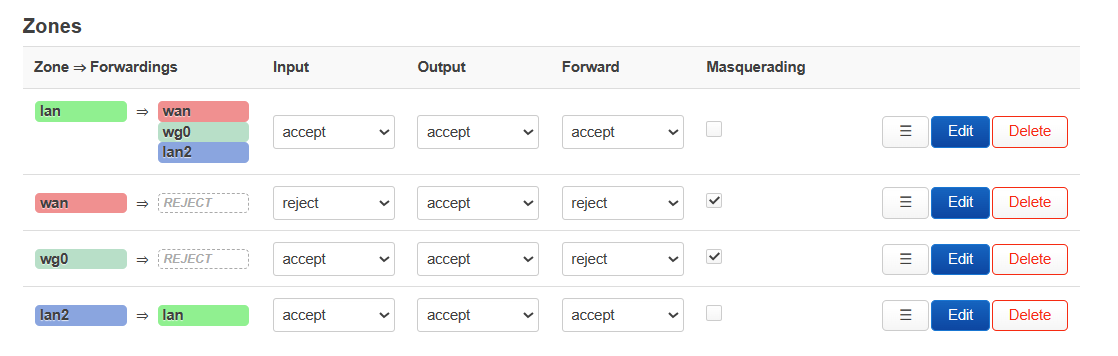 Zones
Zone ⇒ Forwardings Input Output Forward Masquerading
lan ⇒ wan
wg0
lan2
accept accept accept ☰ Edit Delete
wan ⇒ REJECT reject accept reject ☰ Edit Delete
wg0 ⇒ REJECT accept accept reject ☰ Edit Delete
lan2 ⇒ lan accept accept accept ☰ Edit Delete